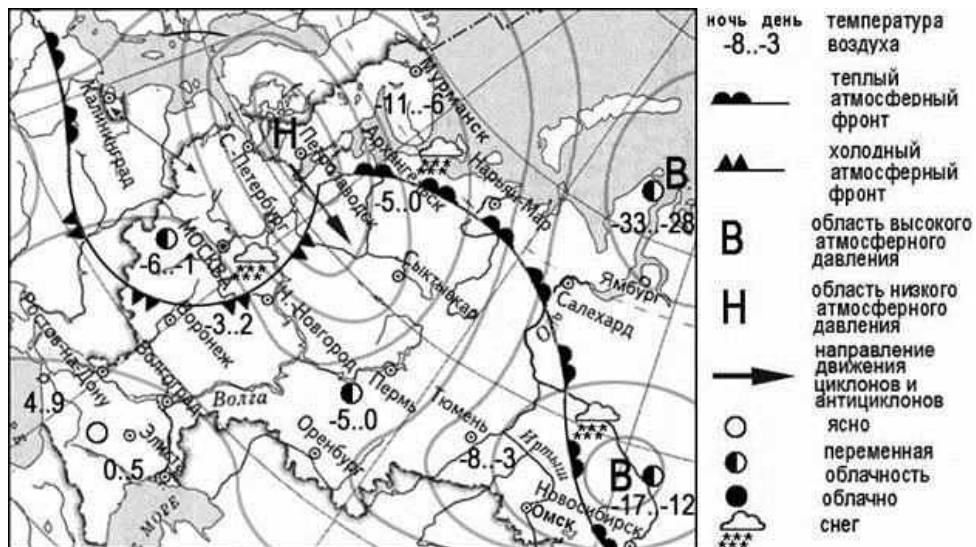 Калининград
С.-Петербург
Н
Петрозаводск
Мурманск
-11..-6
Архангельск
Нарьян-Мар
В
-33..-28
-5..0
МОСКВА
-6..-1
Сыктывкар
Ямбург
Салехард
-3..2
Воронеж
Н.-Новгород
Ростов-на-Дону
Волгоград
Волга
Пермь
Тюмень
4..9
-5..0
Оренбург
Элиста
0..5
-8..-3
Иртыш
В
-17..-12
Новосибирск
Омск
МОРЕ
ночь день
-8..-3
температура
воздуха
теплый
атмосферный
фронт
холодный
атмосферный
фронт
В
область высокого
атмосферного
давления
Н
область низкого
атмосферного
давления
направление
движения
циклонов и
антициклонов
ясно
переменная
облачность
облачно
снег